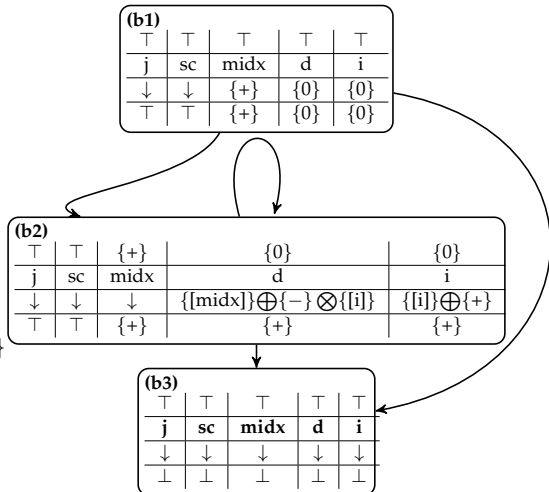 (b1)
⊤ ⊤ ⊤ ⊤ ⊤
j sc midx d i
↓ ↓ {+} {0} {0}
⊤ ⊤ {+} {0} {0}
(b2)
⊤ ⊤ {+} {0} {0}
j sc midx d i
↓ ↓ ↓ {[midx]}⨁{−}⨂{[i]} {[i]}⨁{+}
⊤ ⊤ {+} {+} {+}
}
(b3)
⊤ ⊤ ⊤ ⊤ ⊤
j sc midx d i
↓ ↓ ↓ ↓ ↓
⊥ ⊥ ⊥ ⊥ ⊥